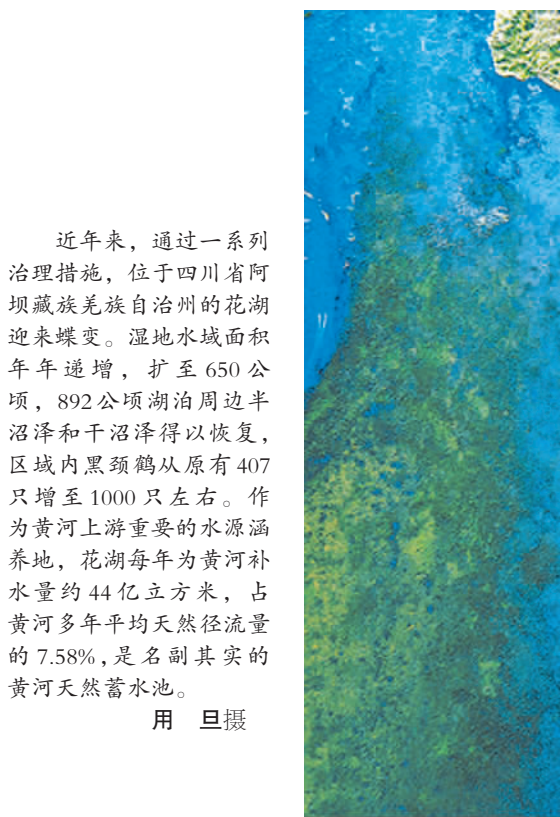 近年来，通过一系列
治理措施，位于四川省阿
坝藏族羌族自治州的花湖
迎来蝶变。湿地水域面积
年年递增，扩至650公
顷，892公顷湖泊周边半
沼泽和干沼泽得以恢复，
区域内黑颈鹤从原有407
只增至1000只左右。作
为黄河上游重要的水源涵
养地，花湖每年为黄河补
水量约44亿立方米，占
黄河多年平均天然径流量
的7.58%，是名副其实的
黄河天然蓄水池。
用　旦摄